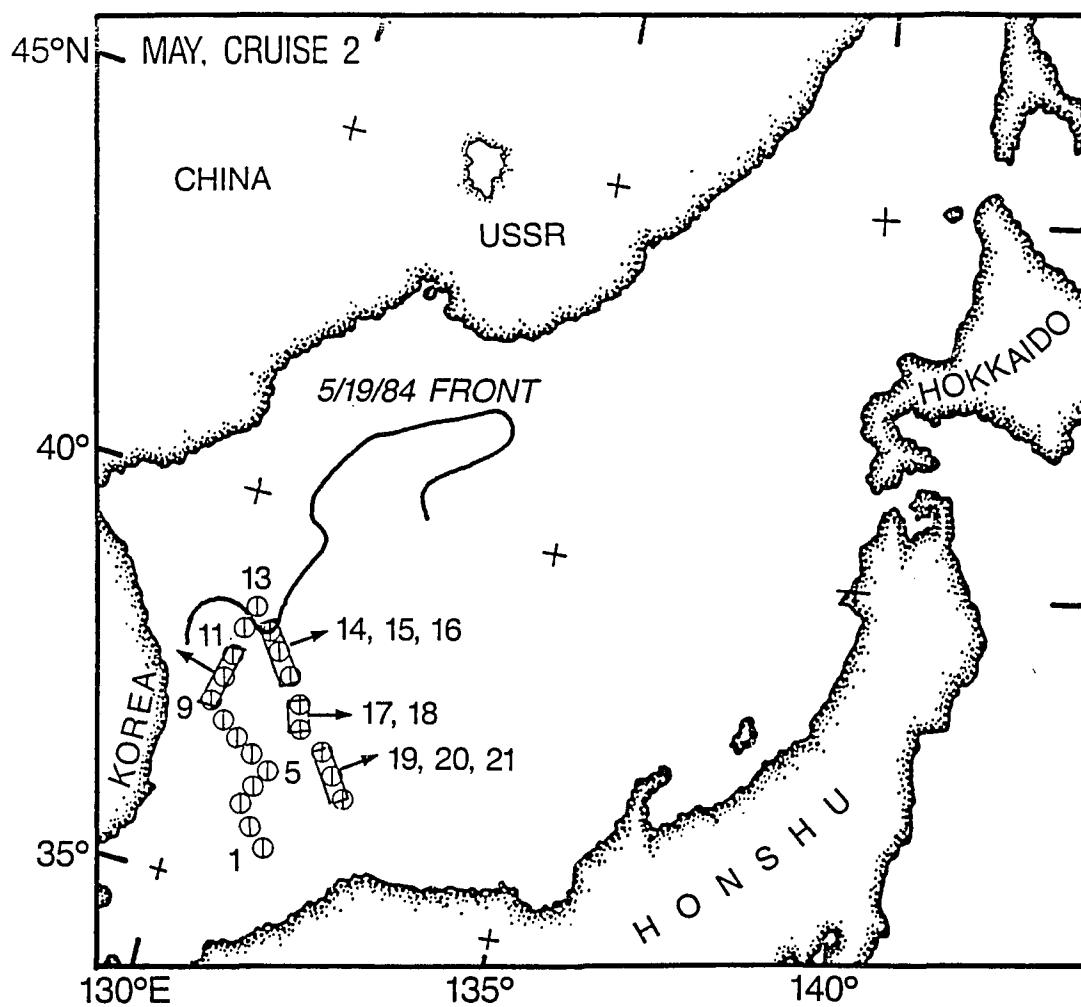 45°N
MAY, CRUISE 2
CHINA
USSR
HOKKAIDO
5/19/84 FRONT
40°
13
11
14, 15, 16
KOREA
9
17, 18
5
19, 20, 21
HONSHU
35°
1
130°E
135°
140°